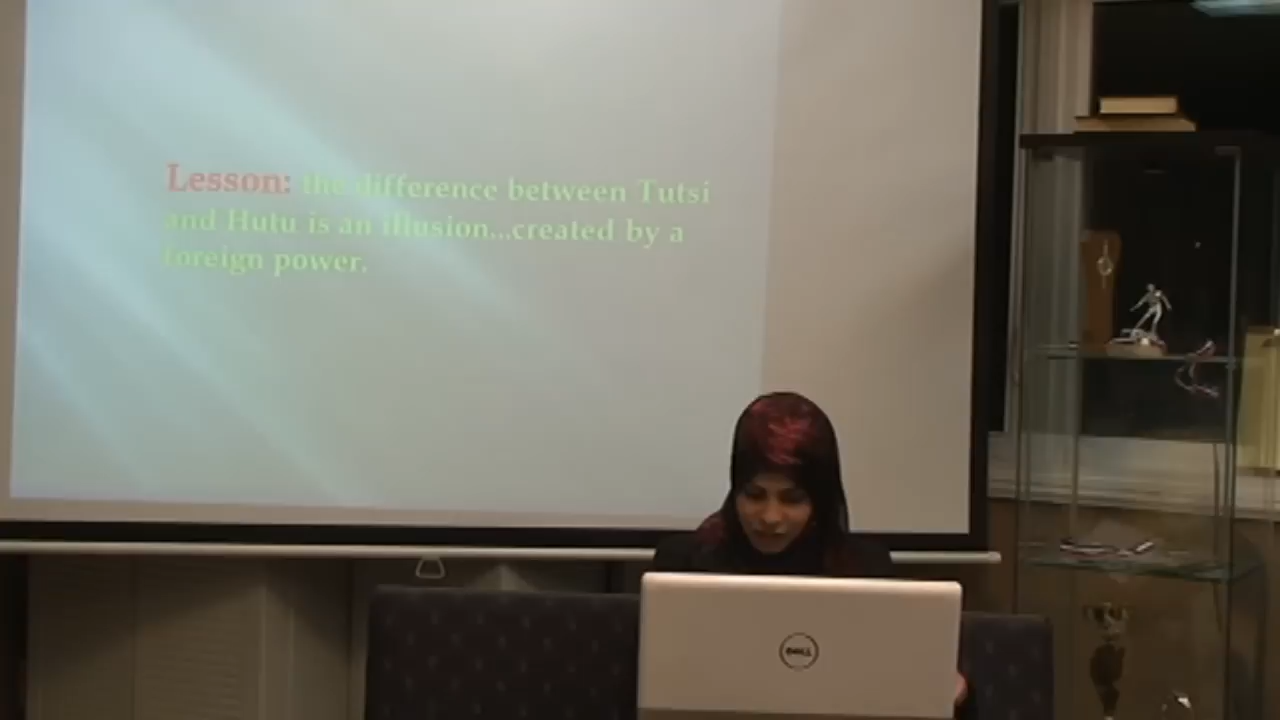 Lesson: the difference between Tutsi
and Hutu is an illusion...created by a
foreign power.
DELL